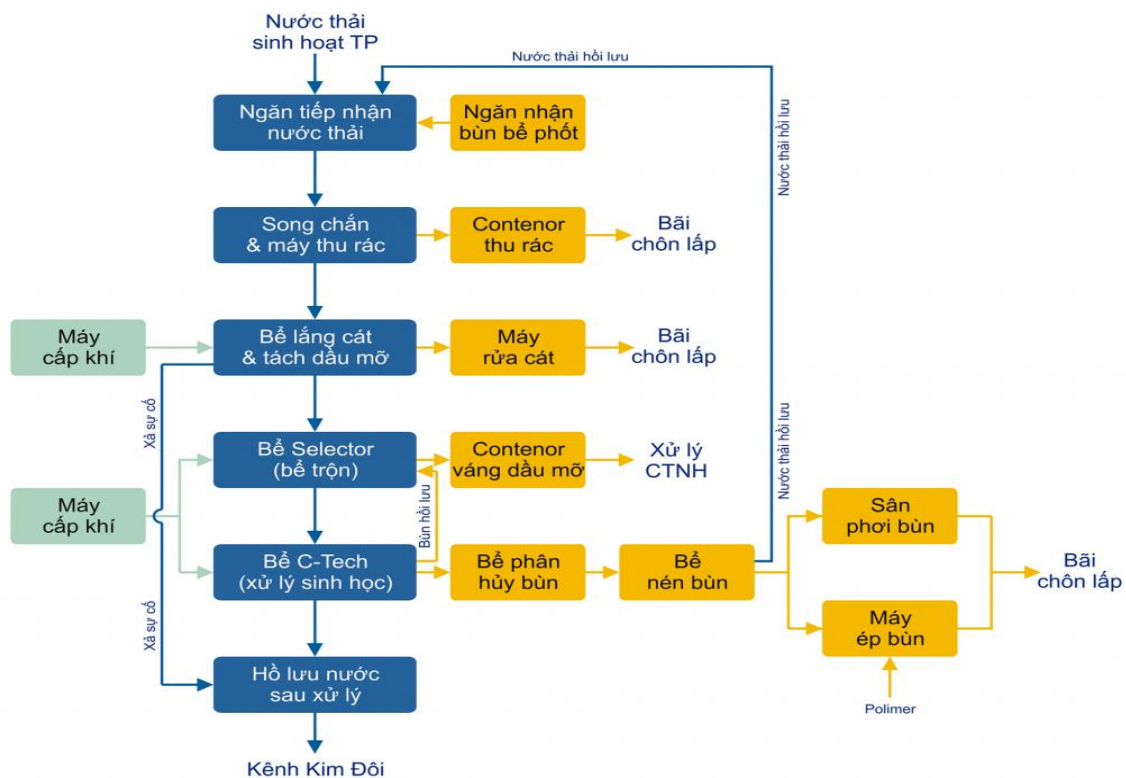 Nước thải
sinh hoạt TP
Nước thải hồi lưu
Ngăn tiếp nhận
nước thải
Ngăn nhận
bùn bể phốt
Nước thải hồi lưu
Song chắn
& máy thu rác
Contenor
thu rác
Bãi
chôn lấp
Máy
cấp khí
Bể lắng cát
& tách dầu mỡ
Máy
rửa cát
Bãi
chôn lấp
Xả sự cố
Bể Selector
(bể trộn)
Contenor
váng dầu mỡ
Xử lý
CTNH
Nước thải hồi lưu
Máy
cấp khí
Bùn hồi lưu
Sân
phơi bùn
Bể C-Tech
(xử lý sinh học)
Bể phân
hủy bùn
Bể
nén bùn
Bãi
chôn lấp
Xả sự cố
Máy
ép bùn
Hồ lưu nước
sau xử lý
Polimer
Kênh Kim Đôi